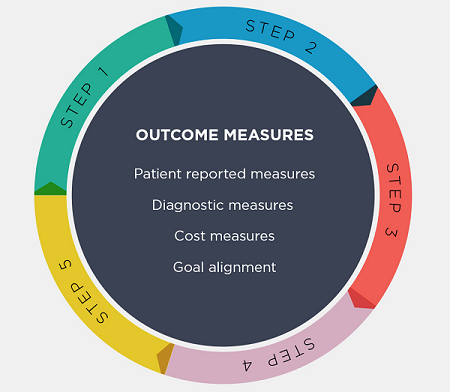 STEP 1
STEP 2
STEP 3
STEP 4
STEP 5
OUTCOME MEASURES
Patient reported measures
Diagnostic measures
Cost measures
Goal alignment